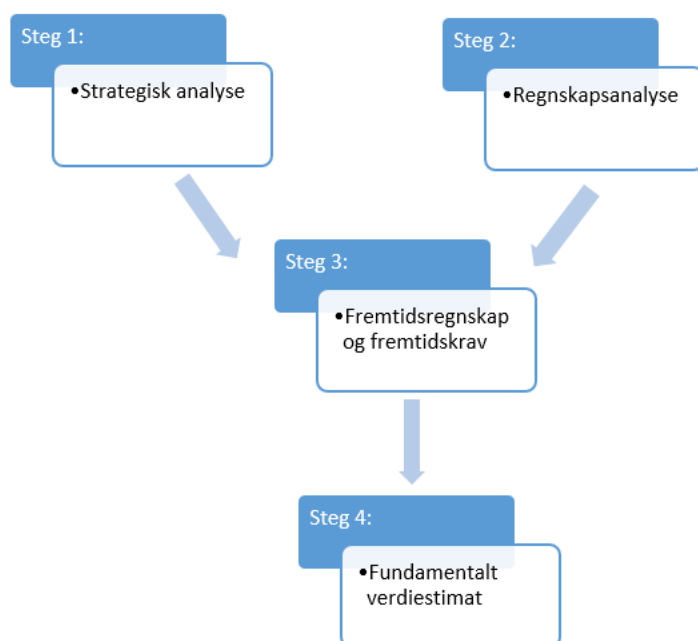 Steg 1:
•Strategisk analyse
Steg 2:
•Regnskapsanalyse
Steg 3:
•Fremtidsregnskap
og fremtidskrav
Steg 4:
•Fundamentalt
verdiestimat